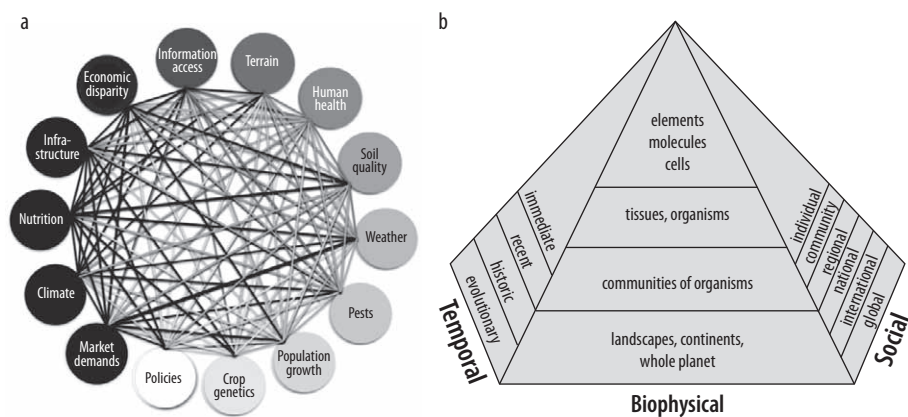 a
Information
access
Terrain
Economic
disparity
Human
health
Infra-
structure
Soil
quality
Nutrition
Weather
Climate
Pests
Market
demands
Population
growth
Policies
Crop
genetics
b
elements
molecules
cells
tissues, organisms
communities of organisms
landscapes, continents,
whole planet
immediate
recent
historic
evolutionary
Temporal
individual
community
regional
national
international
global
Social
Biophysical